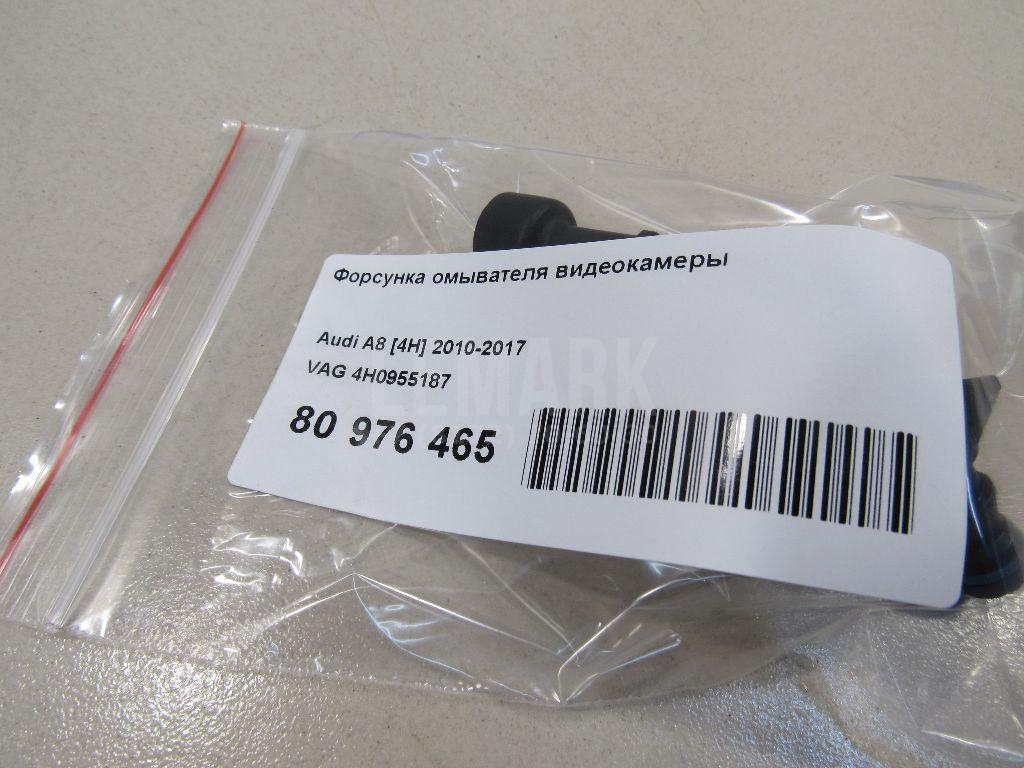 Форсунка омывателя видеокамеры
Audi A8 [4H] 2010-2017
VAG 4H0955187
80 976 465